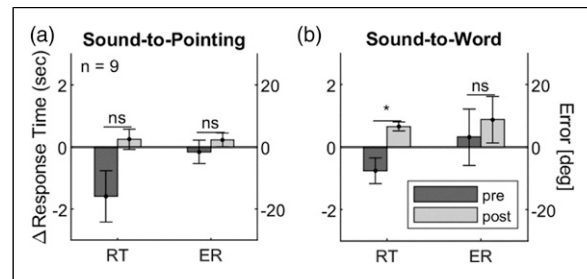 (a) Sound-to-Pointing
n = 9
Δ Response Time (sec)
2
0
-2
20
0
-20
ns
ns
RT
ER
(b) Sound-to-Word
2
0
-2
20
0
-20
Error [deg]
*
ns
pre
post
RT
ER